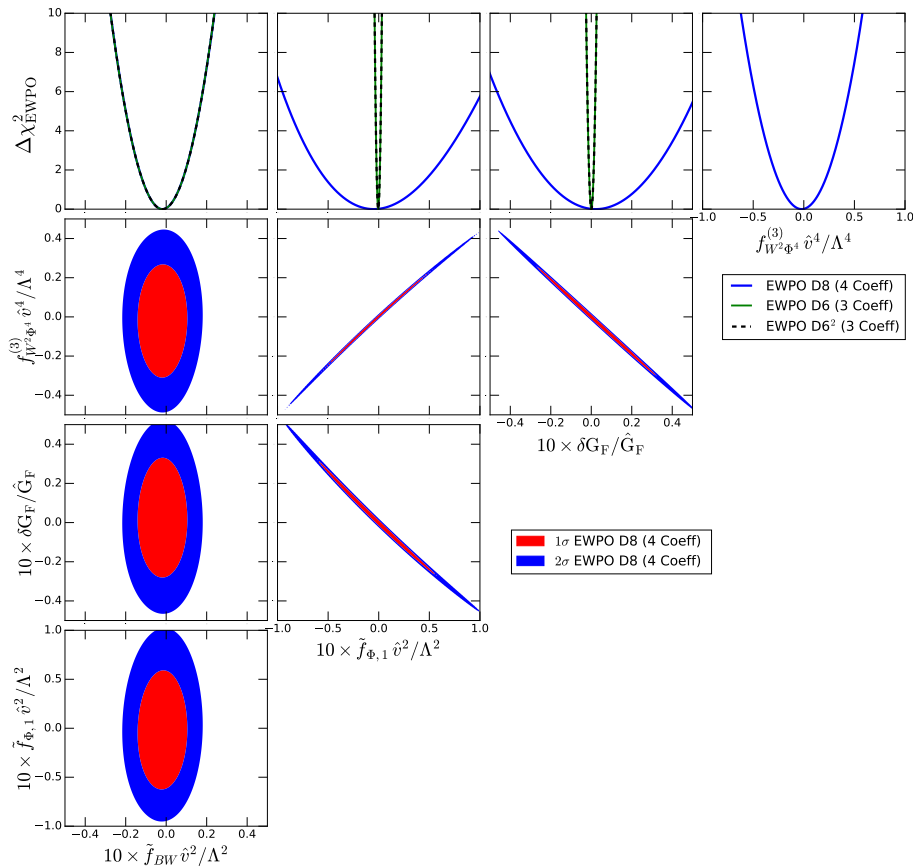 10
8
6
4
2
0
Δχ²_EWPO
−1.0 −0.5 0.0 0.5 1.0
f^(3)_{W²Φ⁴} v̂⁴/Λ⁴
EWPO D8 (4 Coeff)
EWPO D6 (3 Coeff)
EWPO D6² (3 Coeff)
0.4
0.2
0.0
−0.2
−0.4
f^(3)_{W²Φ⁴} v̂⁴/Λ⁴
−0.4 −0.2 0.0 0.2 0.4
10 × δG_F/Ĝ_F
0.4
0.2
0.0
−0.2
−0.4
10 × δG_F/Ĝ_F
−1.0 −0.5 0.0 0.5 1.0
10 × f̃_{Φ,1} v̂²/Λ²
1σ EWPO D8 (4 Coeff)
2σ EWPO D8 (4 Coeff)
1.0
0.5
0.0
−0.5
−1.0
10 × f̃_{Φ,1} v̂²/Λ²
−0.4 −0.2 0.0 0.2 0.4
10 × f̃_{BW} v̂²/Λ²